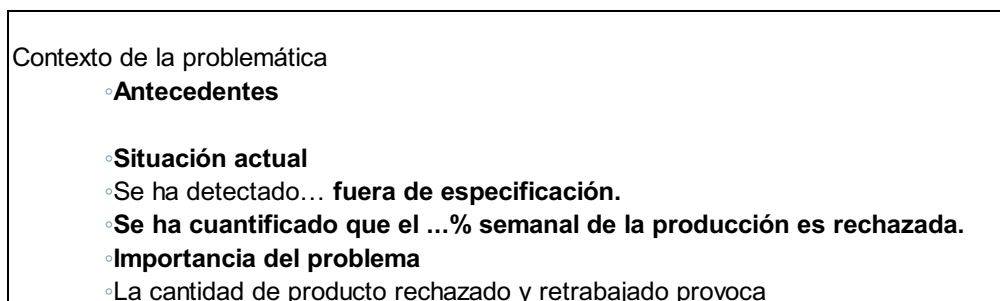 Contexto de la problemática
◦Antecedentes
◦Situación actual
◦Se ha detectado… fuera de especificación.
◦Se ha cuantificado que el ...% semanal de la producción es rechazada.
◦Importancia del problema
◦La cantidad de producto rechazado y retrabajado provoca